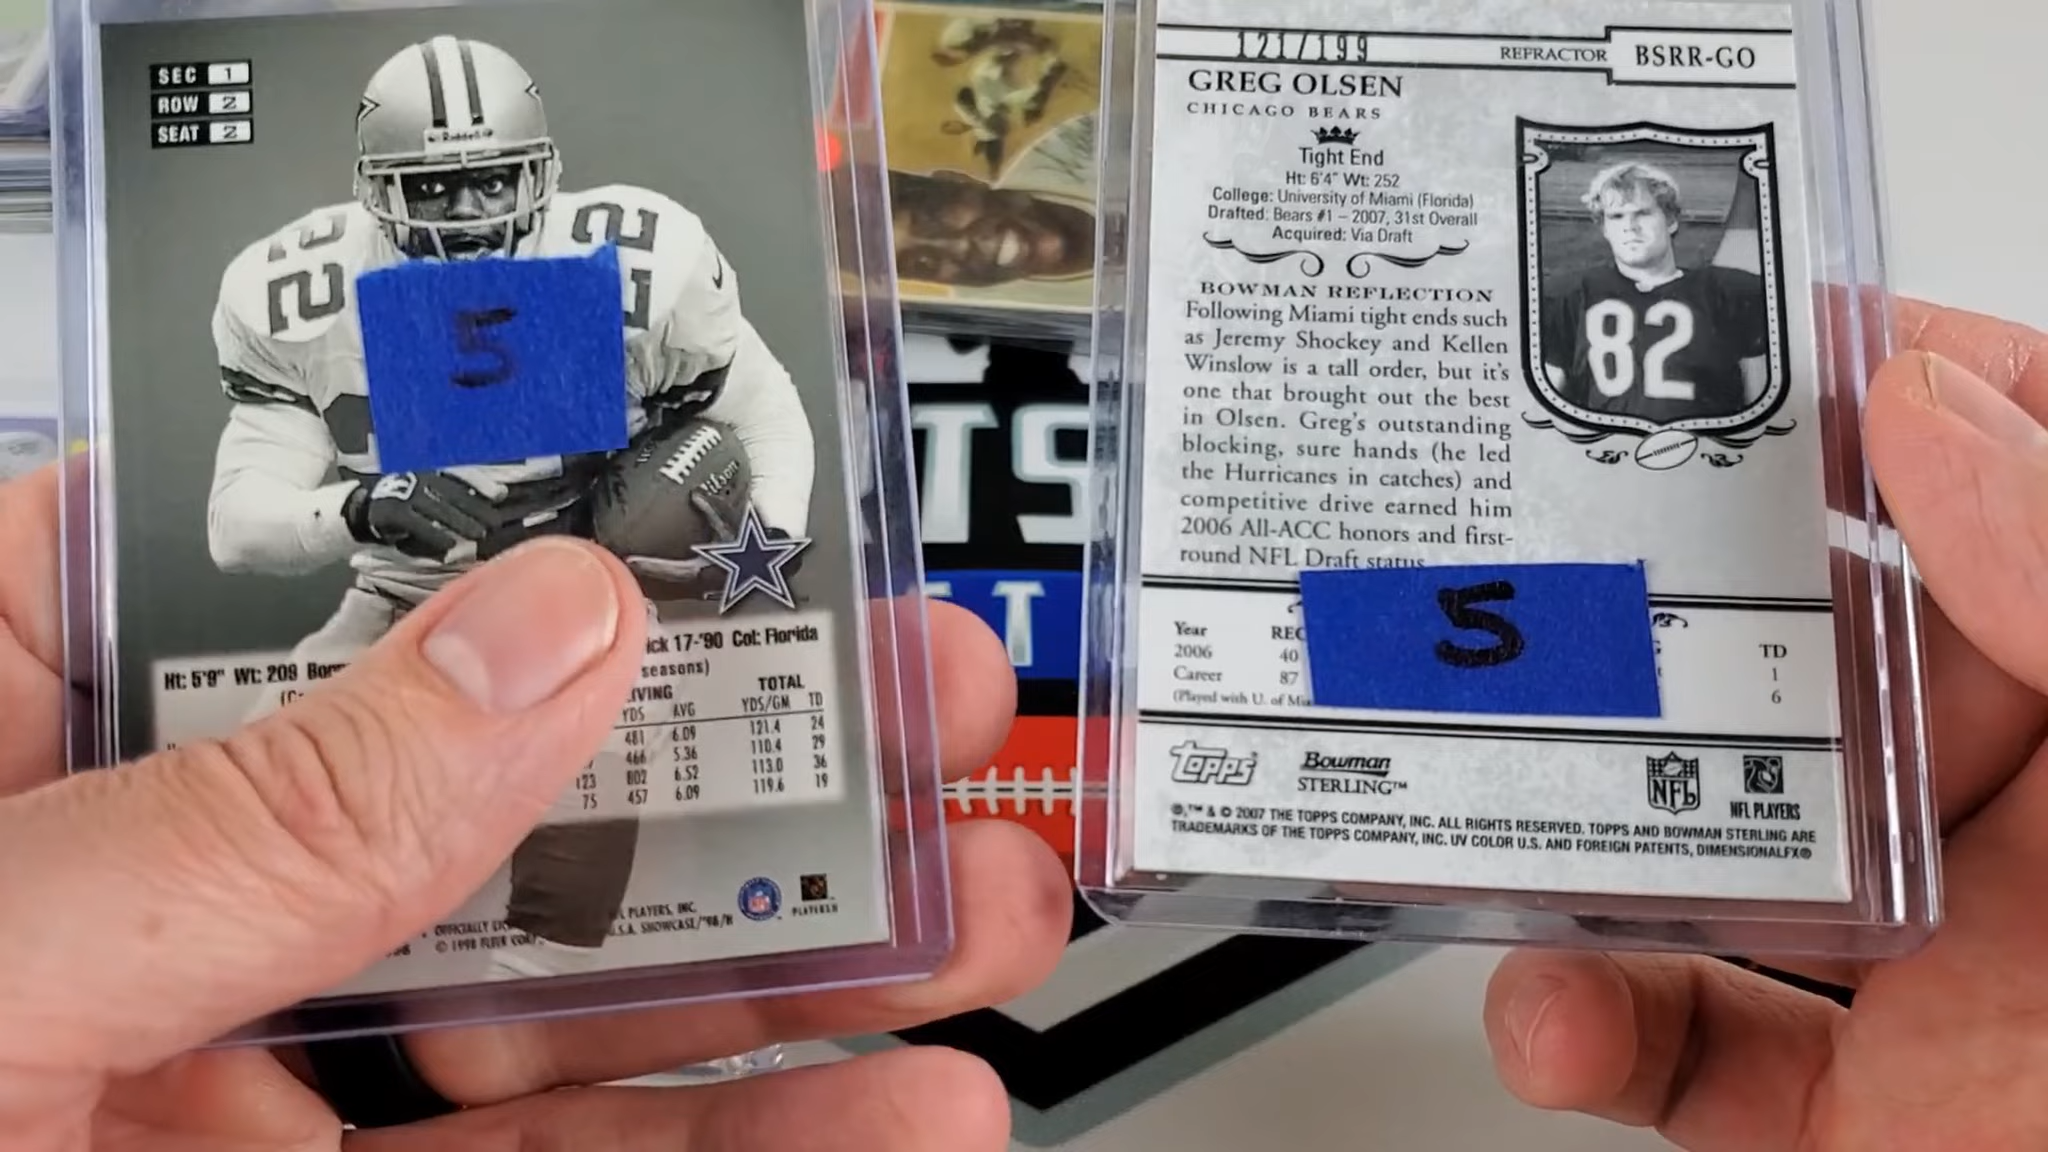 SEC 1
ROW 2
SEAT 2
Riddell
22
22
5
Wilson
Ht: 5'9" Wt: 209
ick 17-'90 Col: Florida
seasons)
IVING TOTAL
YDS AVG YDS/GM TD
481 6.09 121.4 24
466 5.36 110.4 29
123 802 6.52 113.0 36
75 457 6.09 119.6 19
NFL
PLAYERS
OFFICIALLY
L PLAYERS, INC.
© 1998 FLEER CORP.
U.S.A. SHOWCASE/'98/H
TS
T
121/199
REFRACTOR BSRR-GO
GREG OLSEN
CHICAGO BEARS
Tight End
Ht: 6'4" Wt: 252
College: University of Miami (Florida)
Drafted: Bears #1 – 2007, 31st Overall
Acquired: Via Draft
BOWMAN REFLECTION
Following Miami tight ends such
as Jeremy Shockey and Kellen
Winslow is a tall order, but it's
one that brought out the best
in Olsen. Greg's outstanding
blocking, sure hands (he led
the Hurricanes in catches) and
competitive drive earned him
2006 All-ACC honors and first-
round NFL Draft status.
82
5
Year REC TD
2006 40 1
Career 87 6
(Played with U. of Mia
Topps Bowman
STERLING™
NFL NFL PLAYERS
®,™ & © 2007 THE TOPPS COMPANY, INC. ALL RIGHTS RESERVED. TOPPS AND BOWMAN STERLING ARE
TRADEMARKS OF THE TOPPS COMPANY, INC. UV COLOR U.S. AND FOREIGN PATENTS, DIMENSIONALFX®